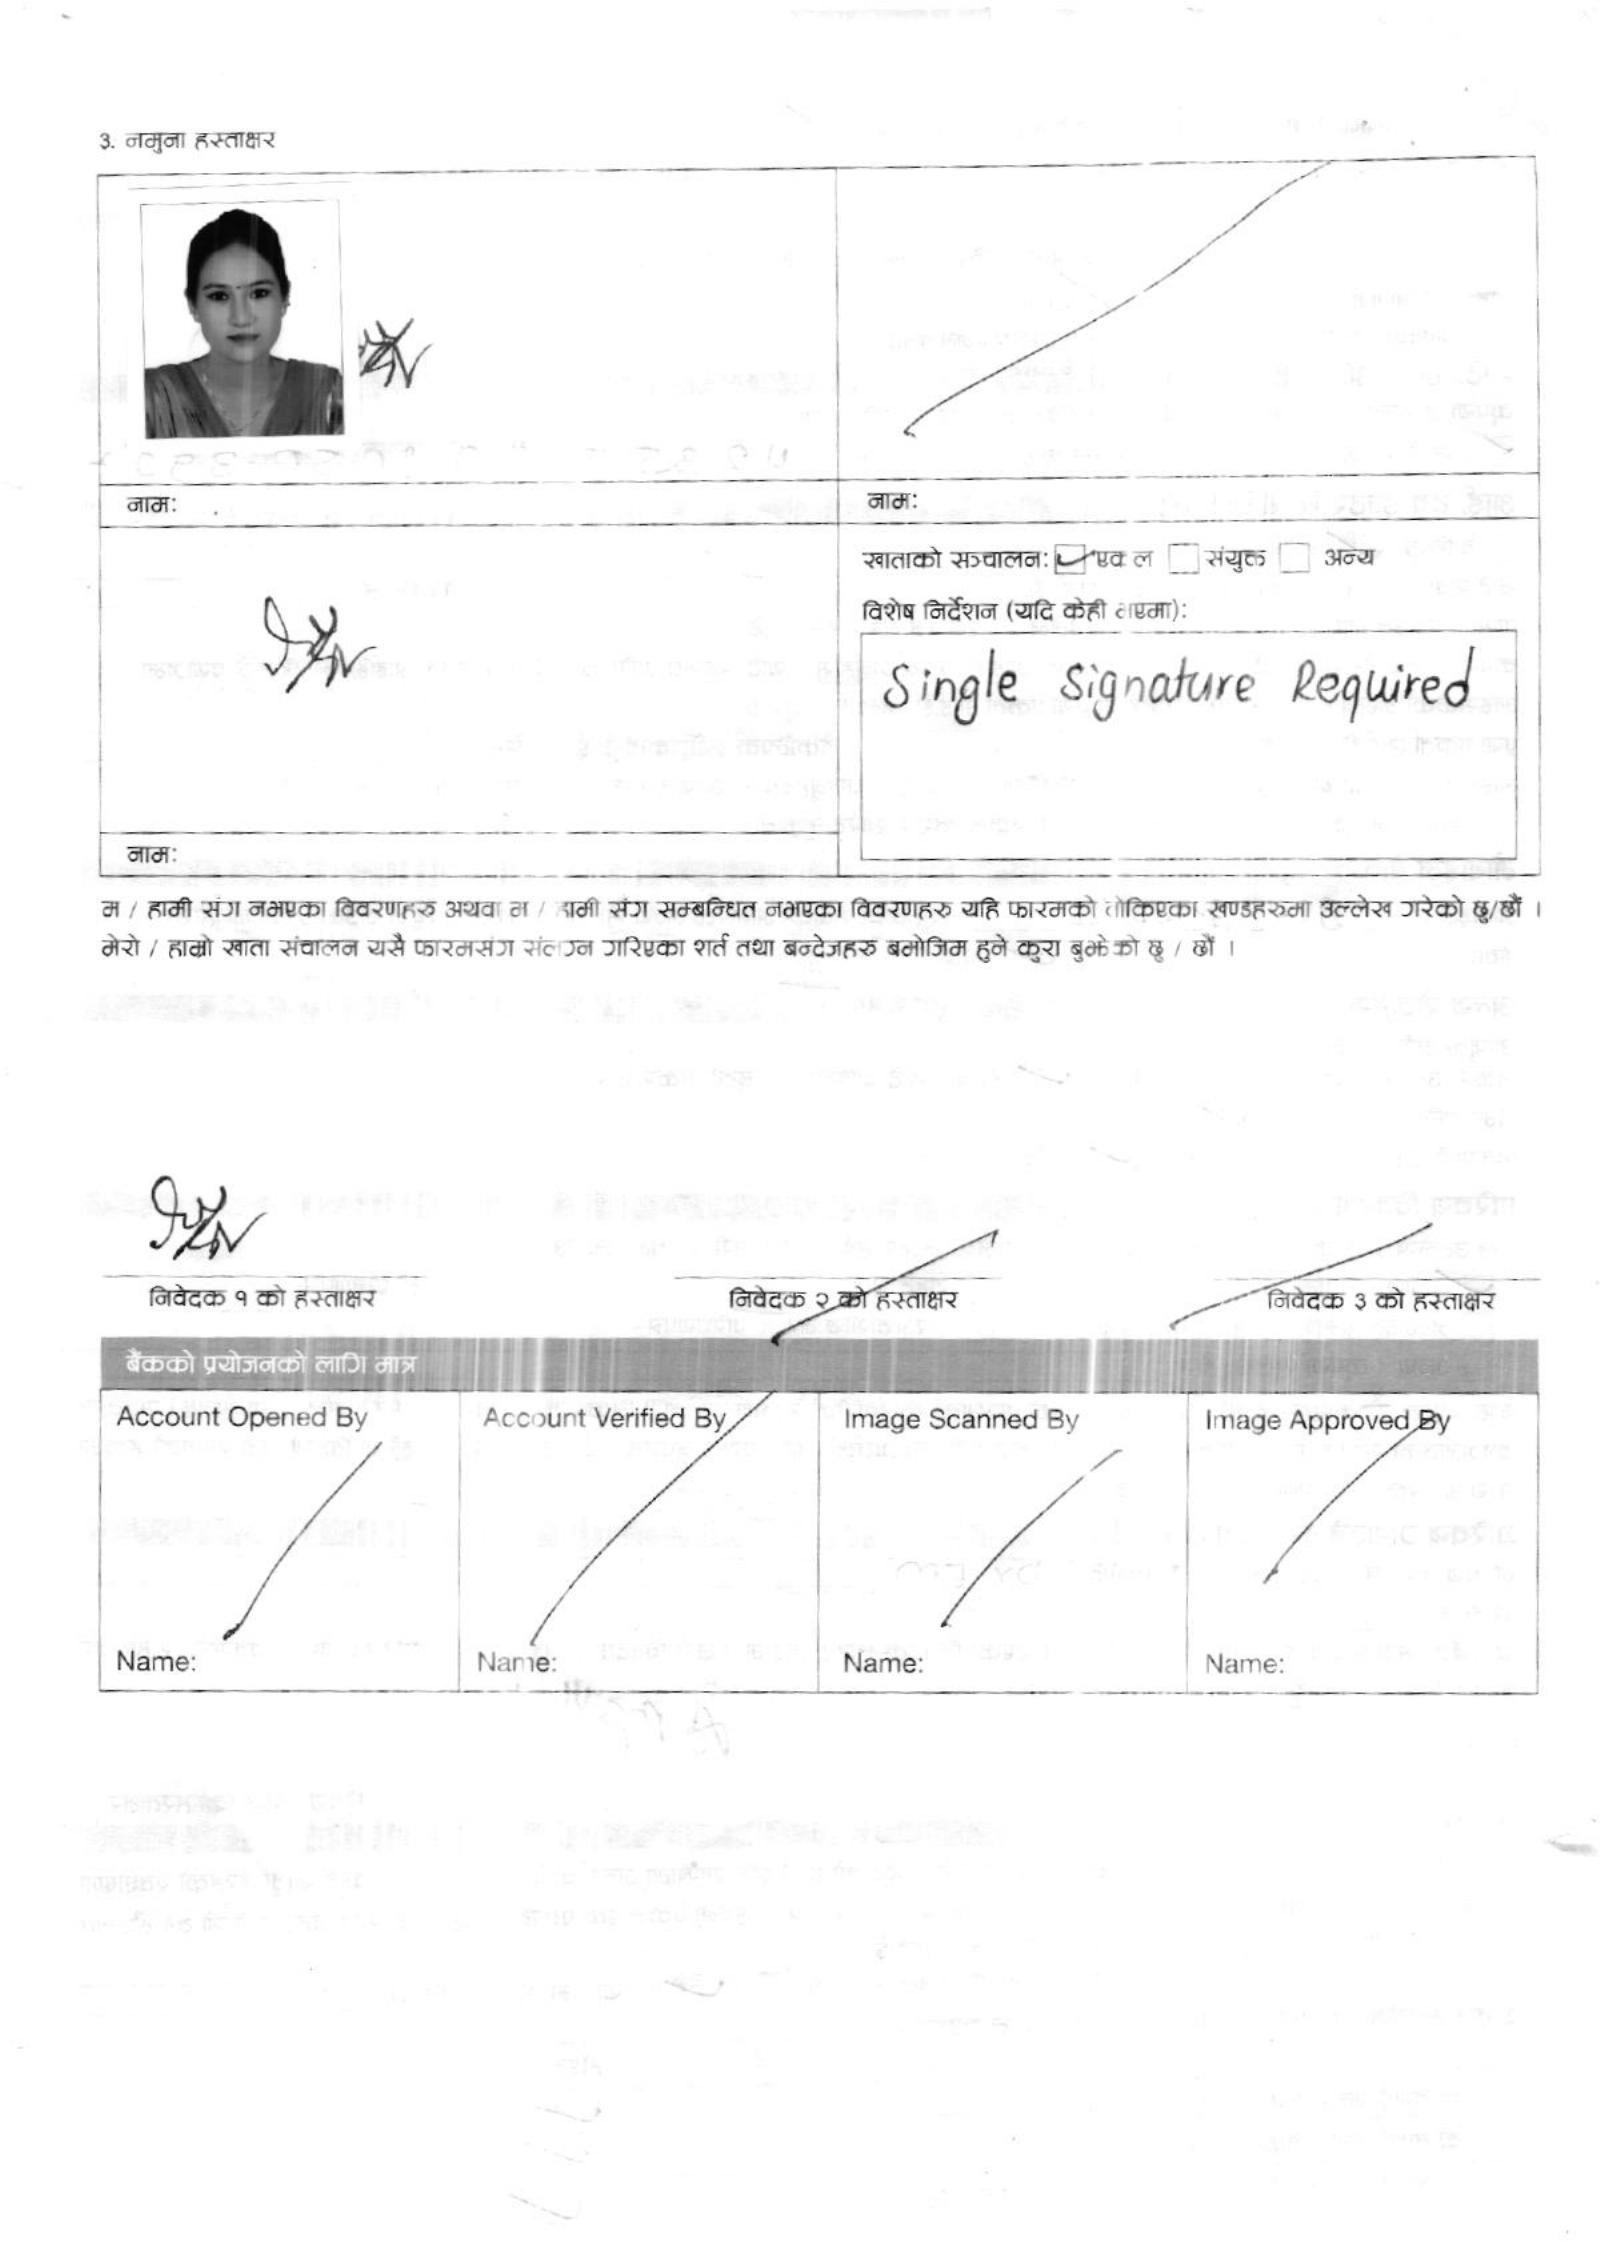 ३. नमुना हस्ताक्षर
नामः
नामः
खाताको सञ्चालनः एकल संयुक्त अन्य
विशेष निर्देशन (यदि केही भएमा):
Single Signature Required
नामः
म / हामी संग नभएका विवरणहरु अथवा म / हामी संग सम्बन्धित नभएका विवरणहरु यहि फारमको तोकिएका खण्डहरुमा उल्लेख गरेको छु/छौं ।
मेरो / हाम्रो खाता संचालन यसै फारमसंग संलग्न गरिएका शर्त तथा बन्देजहरु बमोजिम हुने कुरा बुझेको छु / छौं ।
निवेदक १ को हस्ताक्षर
निवेदक २ को हस्ताक्षर
निवेदक ३ को हस्ताक्षर
बैंकको प्रयोजनको लागि मात्र
Account Opened By
Account Verified By
Image Scanned By
Image Approved By
Name:
Name:
Name:
Name: